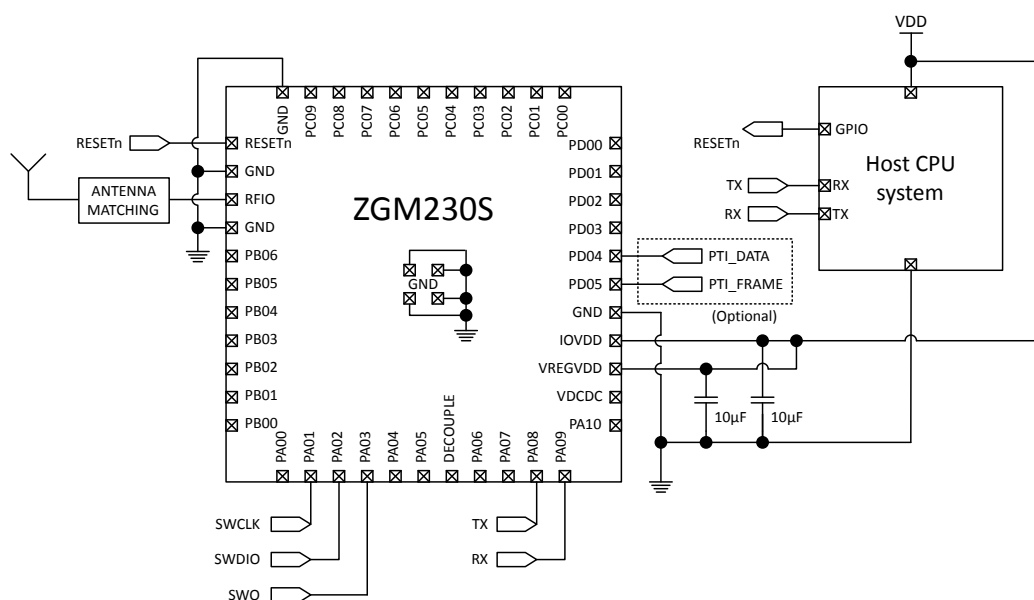 VDD
GND
PC09
PC08
PC07
PC06
PC05
PC04
PC03
PC02
PC01
PC00
RESETn
RESETn
GND
ANTENNA
MATCHING
RFIO
GND
PB06
PB05
PB04
PB03
PB02
PB01
PB00
ZGM230S
GND
PD00
PD01
PD02
PD03
PD04
PD05
GND
IOVDD
VREGVDD
VDCDC
PA10
PTI_DATA
PTI_FRAME
(Optional)
RESETn
GPIO
Host CPU
system
TX
RX
RX
TX
10µF
10µF
PA00
PA01
PA02
PA03
PA04
PA05
DECOUPLE
PA06
PA07
PA08
PA09
SWCLK
TX
SWDIO
RX
SWO